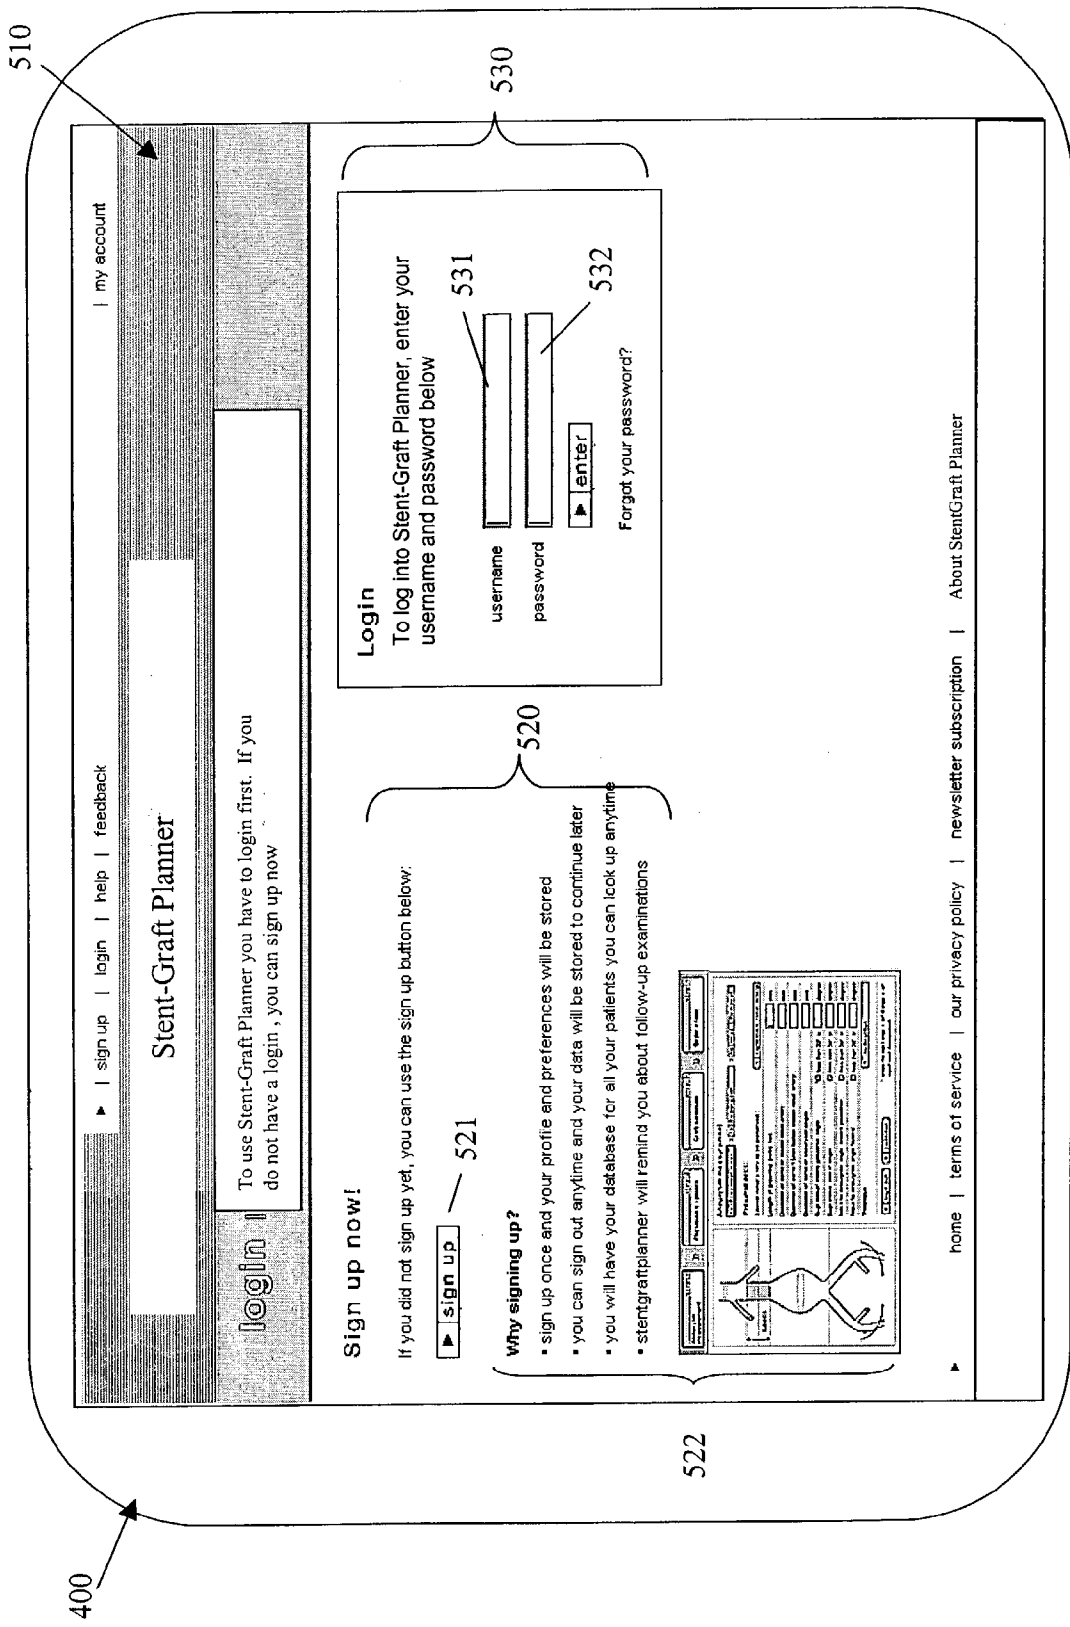 400
510
▶ | sign up | login | help | feedback
| my account
Stent-Graft Planner
login
To use Stent-Graft Planner you have to login first. If you
do not have a login , you can sign up now
Sign up now!
If you did not sign up yet, you can use the sign up button below:
▶ sign up
521
520
Why signing up?
▪ sign up once and your profile end preferences will be stored
▪ you can sign out anytime and your data will be stored to continue later
▪ you will have your database for all your patients you can look up anytime
▪ stentgraftplanner will remind you about follow-up examinations
522
Login
To log into Stent-Graft Planner, enter your
username and password below
username
531
password
532
▶ enter
Forgot your password?
530
▶ home | terms of service | our privacy policy | newsletter subscription | About StentGraft Planner